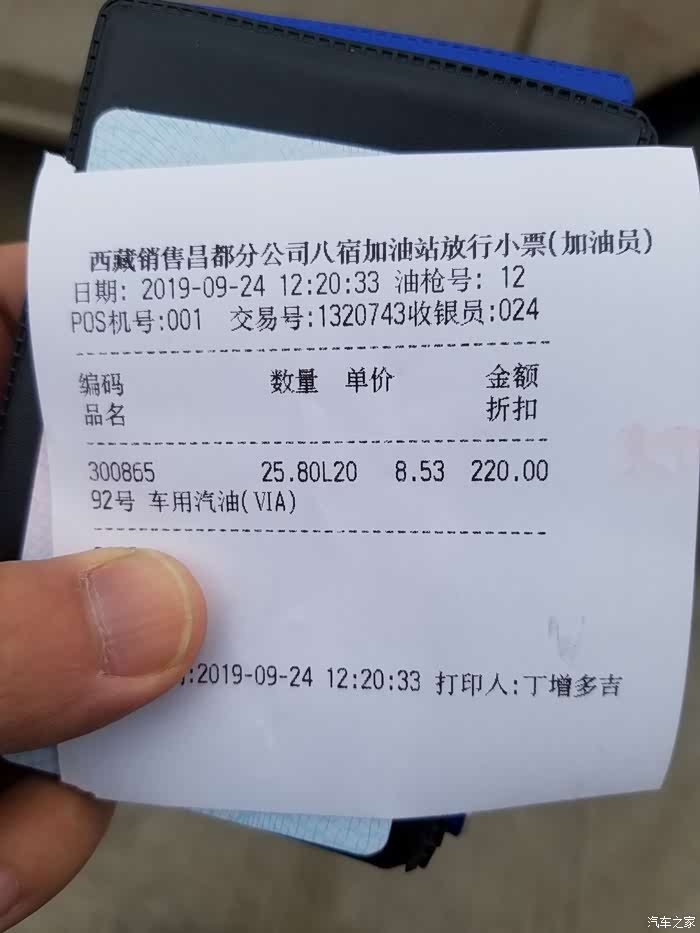 西藏销售昌都分公司八宿加油站放行小票(加油员)
日期: 2019-09-24 12:20:33 油枪号: 12
POS机号:001 交易号:1320743收银员:024
编码 数量 单价 金额
品名 折扣
300865 25.80L20 8.53 220.00
92号 车用汽油(VIA)
:2019-09-24 12:20:33 打印人:丁增多吉
汽车之家